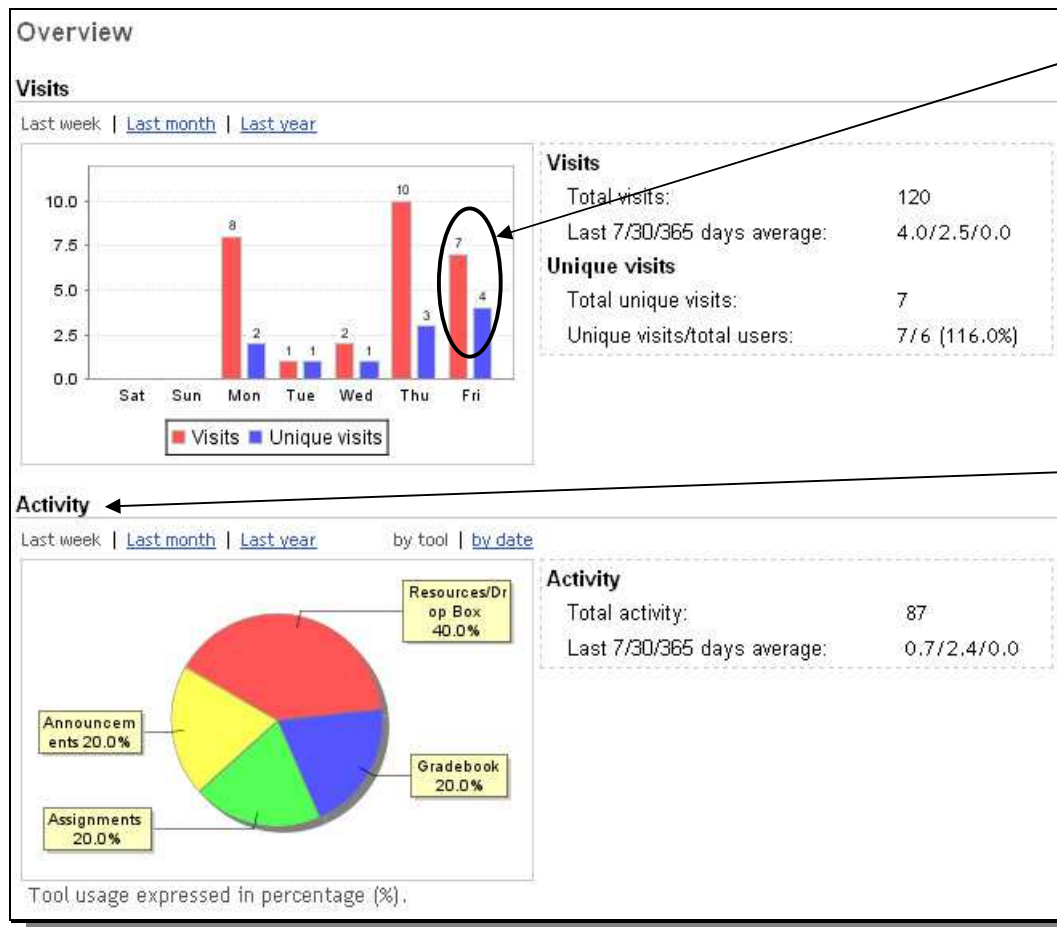 Overview
Visits
Last week | Last month | Last year
10.0
7.5
5.0
2.5
0.0
8
2
1
1
2
1
10
3
7
4
Sat Sun Mon Tue Wed Thu Fri
Visits Unique visits
Visits
Total visits: 120
Last 7/30/365 days average: 4.0/2.5/0.0
Unique visits
Total unique visits: 7
Unique visits/total users: 7/6 (116.0%)
Activity
Last week | Last month | Last year by tool | by date
Resources/Dr
op Box
40.0%
Announcem
ents 20.0%
Gradebook
20.0%
Assignments
20.0%
Tool usage expressed in percentage (%).
Activity
Total activity: 87
Last 7/30/365 days average: 0.7/2.4/0.0